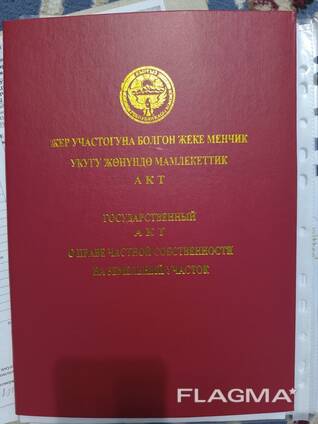 ЖЕР УЧАСТОГУНА БОЛГОН ЖЕКЕ МЕНЧИК
УКУГУ ЖӨНҮНДӨ МАМЛЕКЕТТИК
АКТ
ГОСУДАРСТВЕННЫЙ
АКТ
О ПРАВЕ ЧАСТНОЙ СОБСТВЕННОСТИ
НА ЗЕМЕЛЬНЫЙ УЧАСТОК
FLAGMA